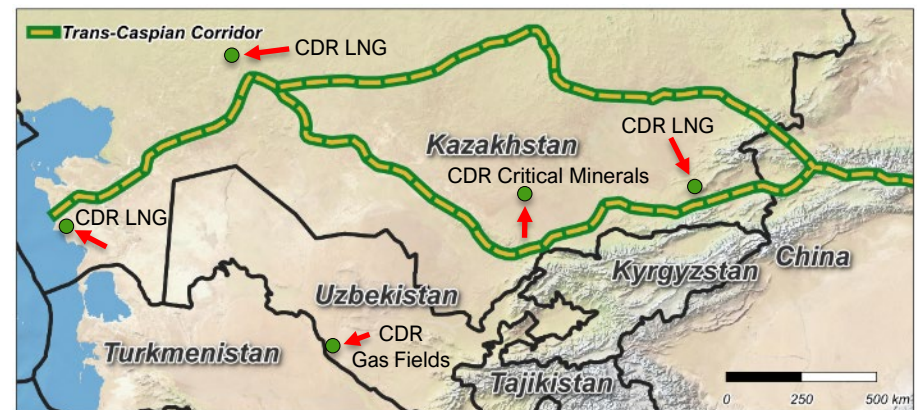 Trans-Caspian Corridor
CDR LNG
CDR LNG
Kazakhstan
CDR Critical Minerals
CDR LNG
China
Kyrgyzstan
Uzbekistan
CDR
Gas Fields
Turkmenistan
Tajikistan
0 250 500 km